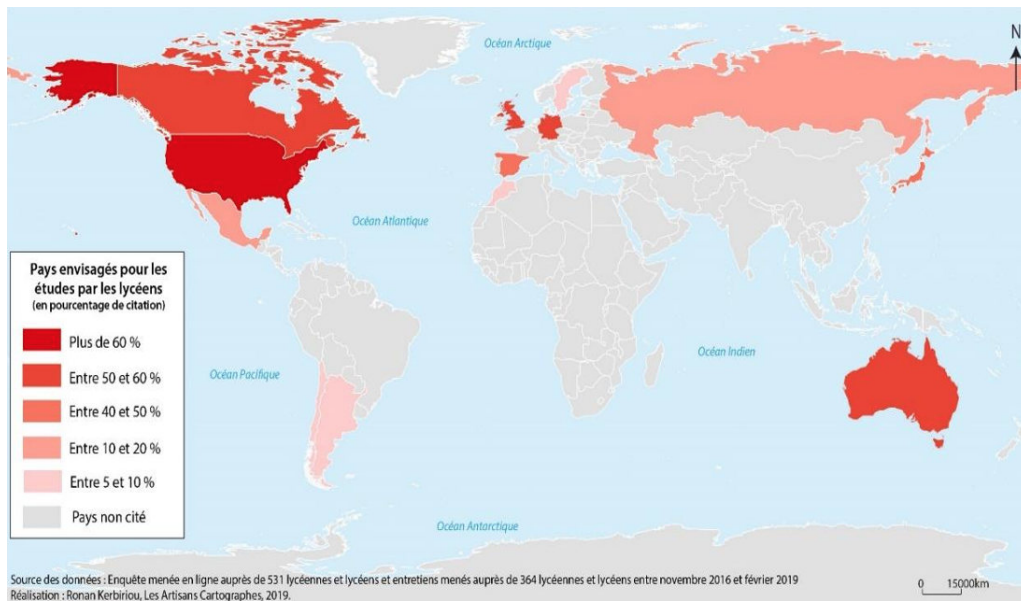 Océan Arctique
N
Océan Atlantique
Océan Indien
Océan Pacifique
Océan Antarctique
Pays envisagés pour les
études par les lycéens
(en pourcentage de citation)
Plus de 60 %
Entre 50 et 60 %
Entre 40 et 50 %
Entre 10 et 20 %
Entre 5 et 10 %
Pays non cité
Source des données : Enquête menée en ligne auprès de 531 lycéennes et lycéens et entretiens menés auprès de 364 lycéennes et lycéens entre novembre 2016 et février 2019
Réalisation : Ronan Kerbiriou, Les Artisans Cartographes, 2019.
0 15000km